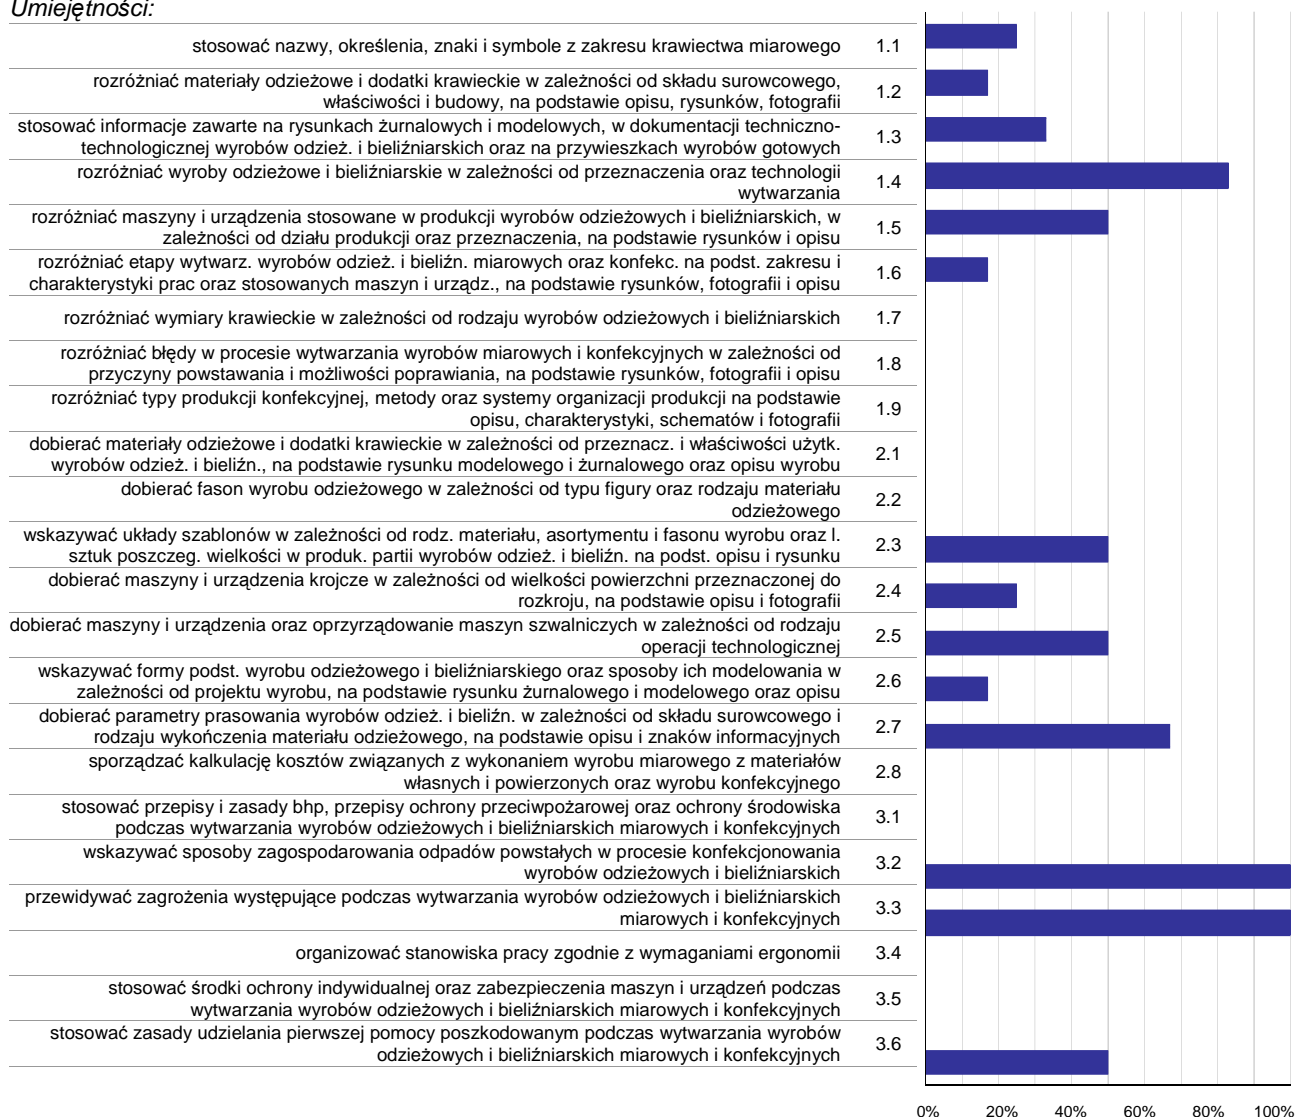 Umiejętności:
stosować nazwy, określenia, znaki i symbole z zakresu krawiectwa miarowego 1.1
rozróżniać materiały odzieżowe i dodatki krawieckie w zależności od składu surowcowego,
właściwości i budowy, na podstawie opisu, rysunków, fotografii 1.2
stosować informacje zawarte na rysunkach żurnalowych i modelowych, w dokumentacji techniczno-
technologicznej wyrobów odzież. i bieliźniarskich oraz na przywieszkach wyrobów gotowych 1.3
rozróżniać wyroby odzieżowe i bieliźniarskie w zależności od przeznaczenia oraz technologii
wytwarzania 1.4
rozróżniać maszyny i urządzenia stosowane w produkcji wyrobów odzieżowych i bieliźniarskich, w
zależności od działu produkcji oraz przeznaczenia, na podstawie rysunków i opisu 1.5
rozróżniać etapy wytwarz. wyrobów odzież. i bieliźn. miarowych oraz konfekc. na podst. zakresu i
charakterystyki prac oraz stosowanych maszyn i urządz., na podstawie rysunków, fotografii i opisu 1.6
rozróżniać wymiary krawieckie w zależności od rodzaju wyrobów odzieżowych i bieliźniarskich 1.7
rozróżniać błędy w procesie wytwarzania wyrobów miarowych i konfekcyjnych w zależności od
przyczyny powstawania i możliwości poprawiania, na podstawie rysunków, fotografii i opisu 1.8
rozróżniać typy produkcji konfekcyjnej, metody oraz systemy organizacji produkcji na podstawie
opisu, charakterystyki, schematów i fotografii 1.9
dobierać materiały odzieżowe i dodatki krawieckie w zależności od przeznacz. i właściwości użytk.
wyrobów odzież. i bieliźn., na podstawie rysunku modelowego i żurnalowego oraz opisu wyrobu 2.1
dobierać fason wyrobu odzieżowego w zależności od typu figury oraz rodzaju materiału
odzieżowego 2.2
wskazywać układy szablonów w zależności od rodz. materiału, asortymentu i fasonu wyrobu oraz l.
sztuk poszczeg. wielkości w produk. partii wyrobów odzież. i bieliźn. na podst. opisu i rysunku 2.3
dobierać maszyny i urządzenia krojcze w zależności od wielkości powierzchni przeznaczonej do
rozkroju, na podstawie opisu i fotografii 2.4
dobierać maszyny i urządzenia oraz oprzyrządowanie maszyn szwalniczych w zależności od rodzaju
operacji technologicznej 2.5
wskazywać formy podst. wyrobu odzieżowego i bieliźniarskiego oraz sposoby ich modelowania w
zależności od projektu wyrobu, na podstawie rysunku żurnalowego i modelowego oraz opisu 2.6
dobierać parametry prasowania wyrobów odzież. i bieliźn. w zależności od składu surowcowego i
rodzaju wykończenia materiału odzieżowego, na podstawie opisu i znaków informacyjnych 2.7
sporządzać kalkulację kosztów związanych z wykonaniem wyrobu miarowego z materiałów
własnych i powierzonych oraz wyrobu konfekcyjnego 2.8
stosować przepisy i zasady bhp, przepisy ochrony przeciwpożarowej oraz ochrony środowiska
podczas wytwarzania wyrobów odzieżowych i bieliźniarskich miarowych i konfekcyjnych 3.1
wskazywać sposoby zagospodarowania odpadów powstałych w procesie konfekcjonowania
wyrobów odzieżowych i bieliźniarskich 3.2
przewidywać zagrożenia występujące podczas wytwarzania wyrobów odzieżowych i bieliźniarskich
miarowych i konfekcyjnych 3.3
organizować stanowiska pracy zgodnie z wymaganiami ergonomii 3.4
stosować środki ochrony indywidualnej oraz zabezpieczenia maszyn i urządzeń podczas
wytwarzania wyrobów odzieżowych i bieliźniarskich miarowych i konfekcyjnych 3.5
stosować zasady udzielania pierwszej pomocy poszkodowanym podczas wytwarzania wyrobów
odzieżowych i bieliźniarskich miarowych i konfekcyjnych 3.6
0% 20% 40% 60% 80% 100%